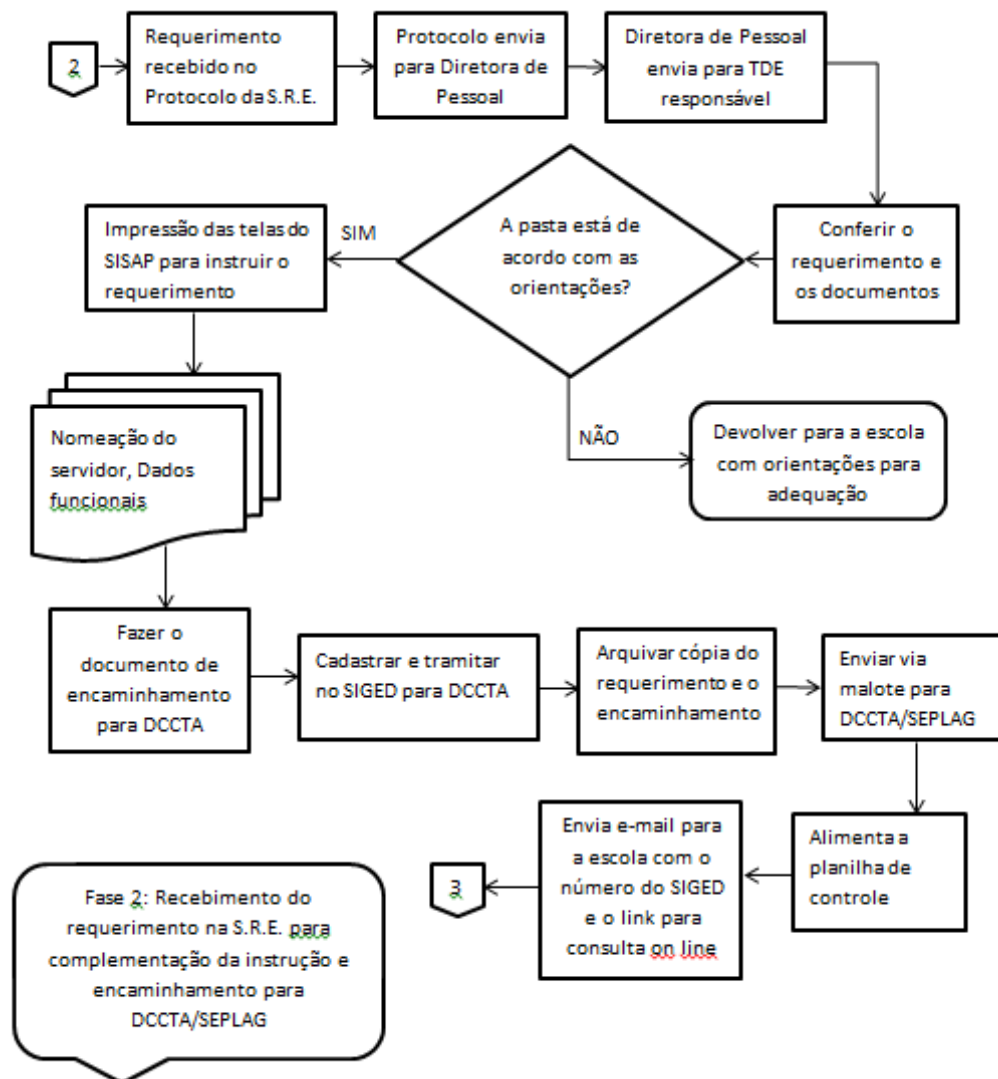 2
Requerimento
recebido no
Protocolo da S.R.E.
Protocolo envia
para Diretora de
Pessoal
Diretora de Pessoal
envia para TDE
responsável
Conferir o
requerimento e
os documentos
A pasta está de
acordo com as
orientações?
SIM
Impressão das telas do
SISAP para instruir o
requerimento
NÃO
Devolver para a escola
com orientações para
adequação
Nomeação do
servidor, Dados
funcionais
Fazer o
documento de
encaminhamento
para DCCTA
Cadastrar e tramitar
no SIGED para DCCTA
Arquivar cópia do
requerimento e o
encaminhamento
Enviar via
malote para
DCCTA/SEPLAG
Alimenta a
planilha de
controle
Envia e-mail para
a escola com o
número do SIGED
e o link para
consulta on line
3
Fase 2: Recebimento do
requerimento na S.R.E. para
complementação da instrução e
encaminhamento para
DCCTA/SEPLAG